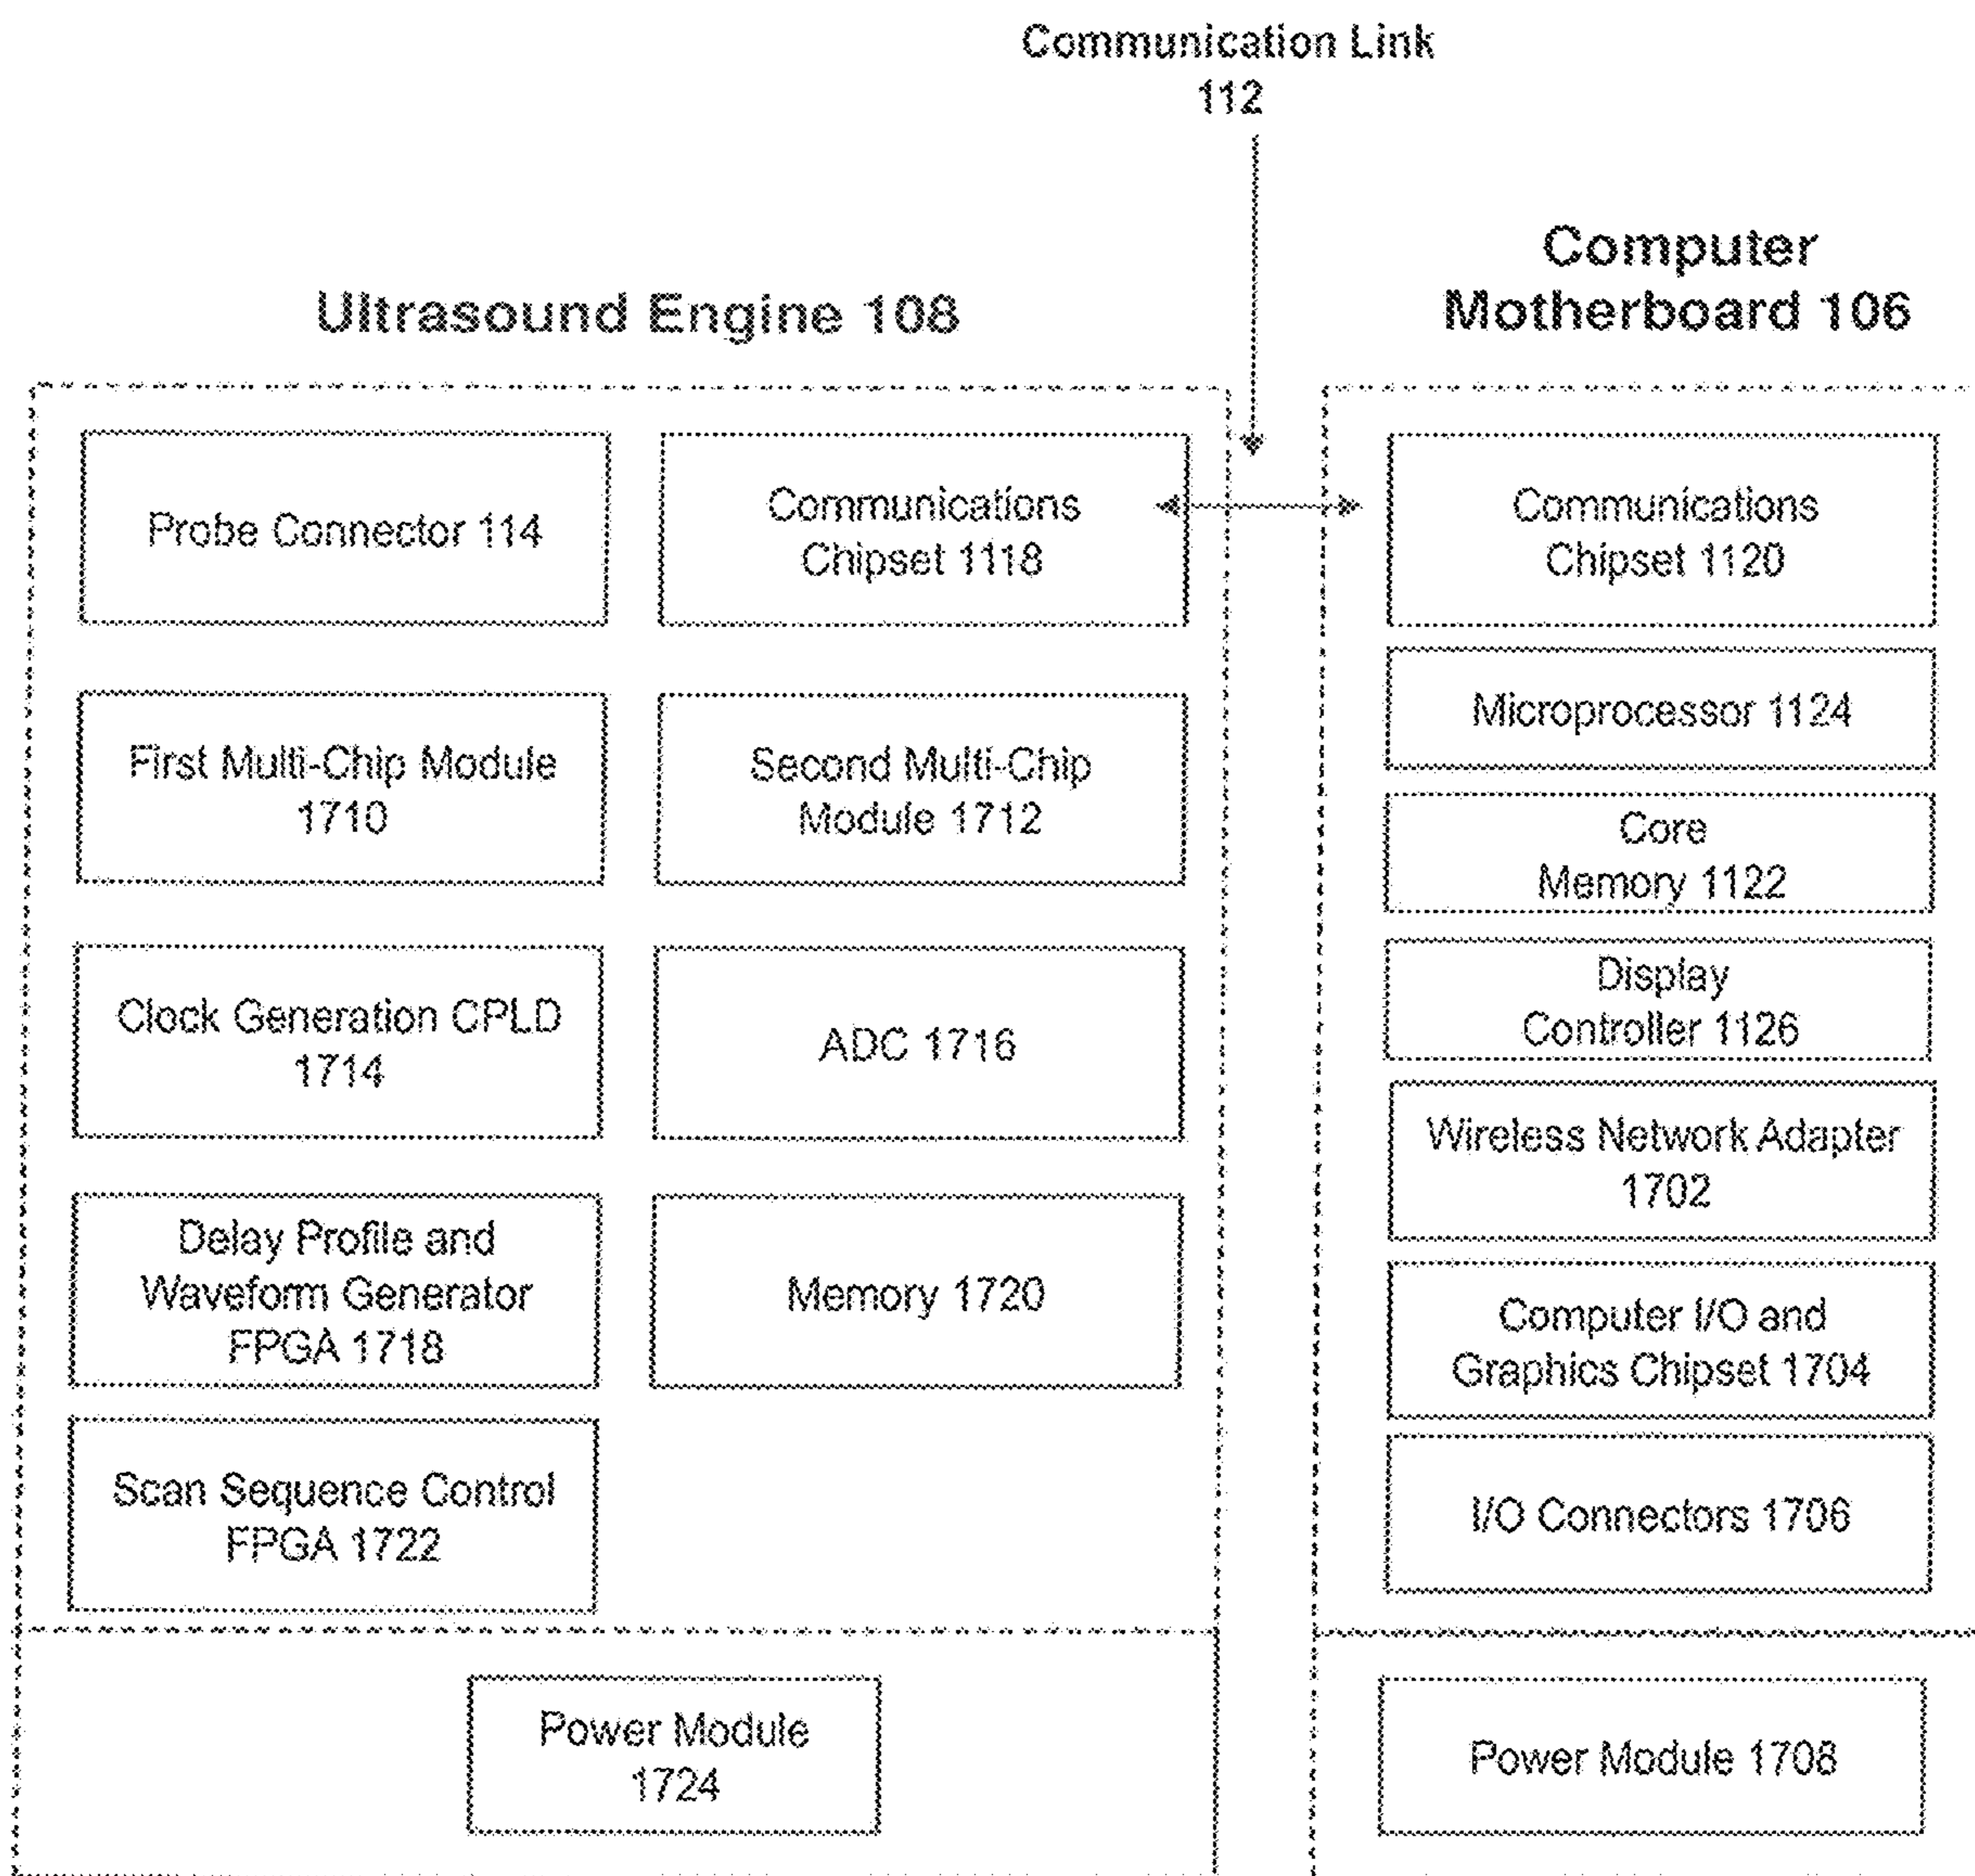 Communication Link
112
Ultrasound Engine 108
Computer
Motherboard 106
Probe Connector 114
Communications
Chipset 1118
First Multi-Chip Module
1710
Second Multi-Chip
Module 1712
Clock Generation CPLD
1714
ADC 1716
Delay Profile and
Waveform Generator
FPGA 1718
Memory 1720
Scan Sequence Control
FPGA 1722
Power Module
1724
Communications
Chipset 1120
Microprocessor 1124
Core
Memory 1122
Display
Controller 1126
Wireless Network Adapter
1702
Computer I/O and
Graphics Chipset 1704
I/O Connectors 1706
Power Module 1708